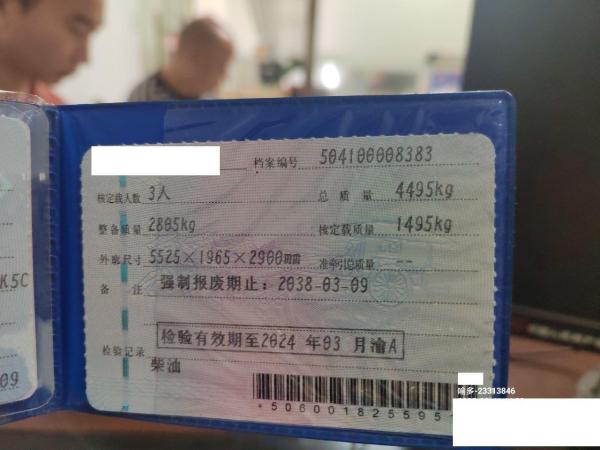 档案编号 504100008383
核定载人数 3人 总质量 4495kg
整备质量 2805kg 核定载质量 1495kg
外廓尺寸 5525×1965×2900mm 准牵引总质量 --
备注 强制报废期止：2038-03-09
检验有效期至2024年03月渝A
检验记录
柴油
*506001825595
K5C
09
喻多-23313846